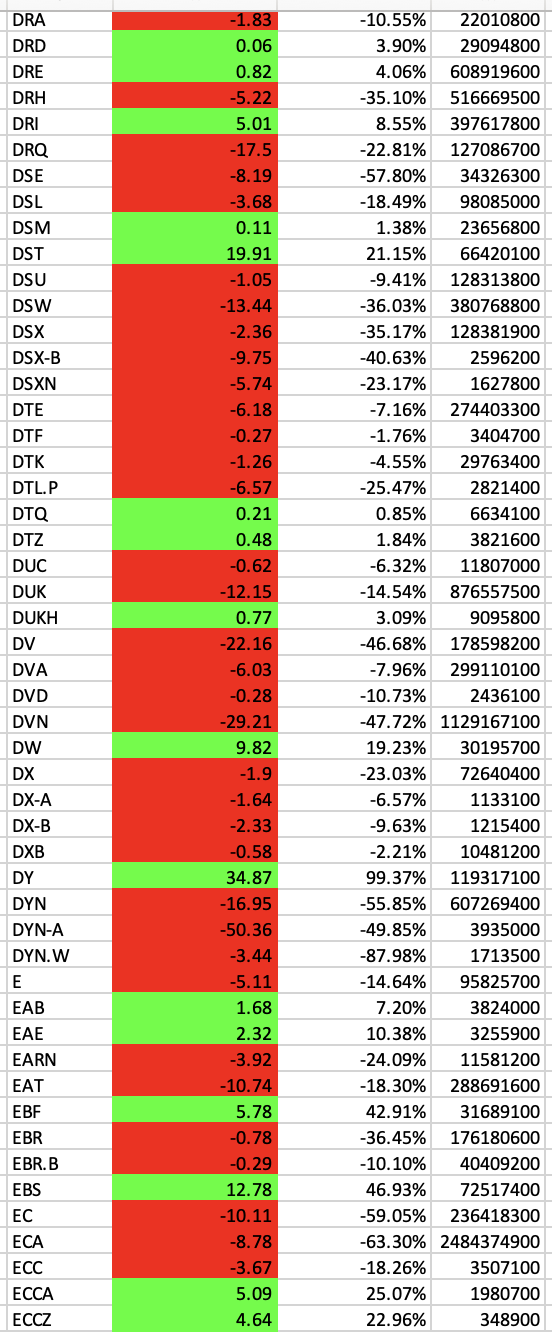 DRA -1.83 -10.55% 22010800
DRD 0.06 3.90% 29094800
DRE 0.82 4.06% 608919600
DRH -5.22 -35.10% 516669500
DRI 5.01 8.55% 397617800
DRQ -17.5 -22.81% 127086700
DSE -8.19 -57.80% 34326300
DSL -3.68 -18.49% 98085000
DSM 0.11 1.38% 23656800
DST 19.91 21.15% 66420100
DSU -1.05 -9.41% 128313800
DSW -13.44 -36.03% 380768800
DSX -2.36 -35.17% 128381900
DSX-B -9.75 -40.63% 2596200
DSXN -5.74 -23.17% 1627800
DTE -6.18 -7.16% 274403300
DTF -0.27 -1.76% 3404700
DTK -1.26 -4.55% 29763400
DTL.P -6.57 -25.47% 2821400
DTQ 0.21 0.85% 6634100
DTZ 0.48 1.84% 3821600
DUC -0.62 -6.32% 11807000
DUK -12.15 -14.54% 876557500
DUKH 0.77 3.09% 9095800
DV -22.16 -46.68% 178598200
DVA -6.03 -7.96% 299110100
DVD -0.28 -10.73% 2436100
DVN -29.21 -47.72% 1129167100
DW 9.82 19.23% 30195700
DX -1.9 -23.03% 72640400
DX-A -1.64 -6.57% 1133100
DX-B -2.33 -9.63% 1215400
DXB -0.58 -2.21% 10481200
DY 34.87 99.37% 119317100
DYN -16.95 -55.85% 607269400
DYN-A -50.36 -49.85% 3935000
DYN.W -3.44 -87.98% 1713500
E -5.11 -14.64% 95825700
EAB 1.68 7.20% 3824000
EAE 2.32 10.38% 3255900
EARN -3.92 -24.09% 11581200
EAT -10.74 -18.30% 288691600
EBF 5.78 42.91% 31689100
EBR -0.78 -36.45% 176180600
EBR.B -0.29 -10.10% 40409200
EBS 12.78 46.93% 72517400
EC -10.11 -59.05% 236418300
ECA -8.78 -63.30% 2484374900
ECC -3.67 -18.26% 3507100
ECCA 5.09 25.07% 1980700
ECCZ 4.64 22.96% 348900